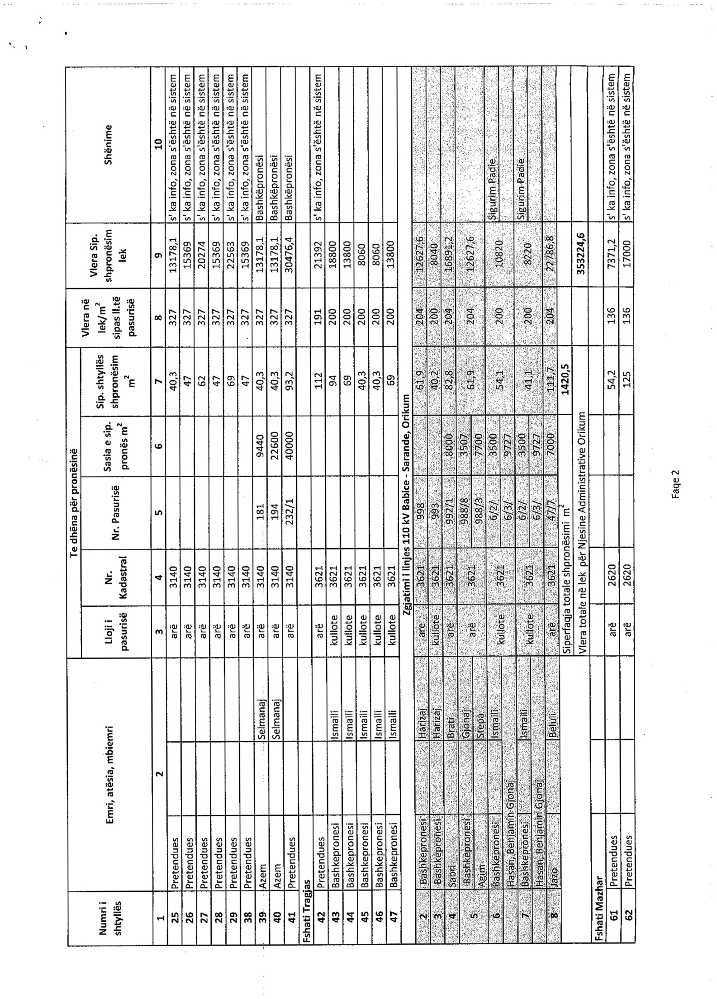 Numri i shtyllës | Emri, atësia, mbiemri | Te dhëna për pronësinë | Vlera në lek/m² sipas ll.të pasurisë | Vlera Sip. shpronësim lek | Shënime
Lloji i pasurisë | Nr. Kadastral | Nr. Pasurisë | Sasia e sip. pronës m² | Sip. shtyllës shpronësim m²
1 | 2 | 3 | 4 | 5 | 6 | 7 | 8 | 9 | 10
25 | Pretendues | arë | 3140 | 40,3 | 327 | 13178,1 | s' ka info, zona s'është në sistem
26 | Pretendues | arë | 3140 | 47 | 327 | 15369 | s' ka info, zona s'është në sistem
27 | Pretendues | arë | 3140 | 62 | 327 | 20274 | s' ka info, zona s'është në sistem
28 | Pretendues | arë | 3140 | 47 | 327 | 15369 | s' ka info, zona s'është në sistem
29 | Pretendues | arë | 3140 | 69 | 327 | 22563 | s' ka info, zona s'është në sistem
38 | Pretendues | arë | 3140 | 47 | 327 | 15369 | s' ka info, zona s'është në sistem
39 | Azem | Selmanaj | arë | 3140 | 181 | 9440 | 40,3 | 327 | 13178,1 | Bashkëpronësi
40 | Azem | Selmanaj | arë | 3140 | 194 | 22600 | 40,3 | 327 | 13178,1 | Bashkëpronësi
41 | Pretendues | arë | 3140 | 232/1 | 40000 | 93,2 | 327 | 30476,4 | Bashkëpronësi
Fshati Tragjas
42 | Pretendues | arë | 3621 | 112 | 191 | 21392 | s' ka info, zona s'është në sistem
43 | Bashkepronesi | Ismaili | kullote | 3621 | 94 | 200 | 18800
44 | Bashkepronesi | Ismaili | kullote | 3621 | 69 | 200 | 13800
45 | Bashkepronesi | Ismaili | kullote | 3621 | 40,3 | 200 | 8060
46 | Bashkepronesi | Ismaili | kullote | 3621 | 40,3 | 200 | 8060
47 | Bashkepronesi | Ismaili | kullote | 3621 | 69 | 200 | 13800
Zgjatimi i linjes 110 kV Babice - Sarande, Orikum
2 | Bashkepronesi | Harizaj | arë | 3621 | 998 | 61,9 | 204 | 12627,6
3 | Bashkepronesi | Harizaj | kullote | 3621 | 993 | 40,2 | 200 | 8040
4 | Sabri | Brati | arë | 3621 | 992/1 | 8000 | 82,8 | 204 | 16891,2
5 | Bashkepronesi | Gjonaj | arë | 3621 | 988/8 | 3507 | 61,9 | 204 | 12627,6
Agim | Stepa | 988/3 | 7700
6 | Bashkepronesi | Ismaili | kullote | 3621 | 6/2/ | 3500 | 54,1 | 200 | 10820 | Sigurim Padie
Hasan, Benjamin Gjonaj | 6/3/ | 9727
7 | Bashkepronesi | Ismaili | kullote | 3621 | 6/2/ | 3500 | 41,1 | 200 | 8220 | Sigurim Padie
Hasan, Benjamin Gjonaj | 6/3/ | 9727
8 | Jazo | Beluli | arë | 3621 | 47/7 | 7000 | 111,7 | 204 | 22786,8
Siperfaqja totale shpronësimi m² | 1420,5
Vlera totale në lek për Njesine Administrative Orikum | 353224,6
Fshati Mazhar
61 | Pretendues | arë | 2620 | 54,2 | 136 | 7371,2 | s' ka info, zona s'është në sistem
62 | Pretendues | arë | 2620 | 125 | 136 | 17000 | s' ka info, zona s'është në sistem
Faqe 2